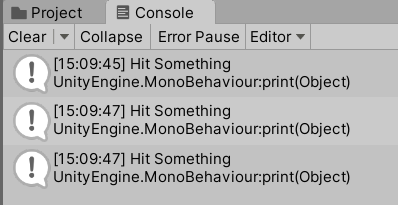 Project Console
Clear Collapse Error Pause Editor
[15:09:45] Hit Something
UnityEngine.MonoBehaviour:print(Object)
[15:09:47] Hit Something
UnityEngine.MonoBehaviour:print(Object)
[15:09:47] Hit Something
UnityEngine.MonoBehaviour:print(Object)